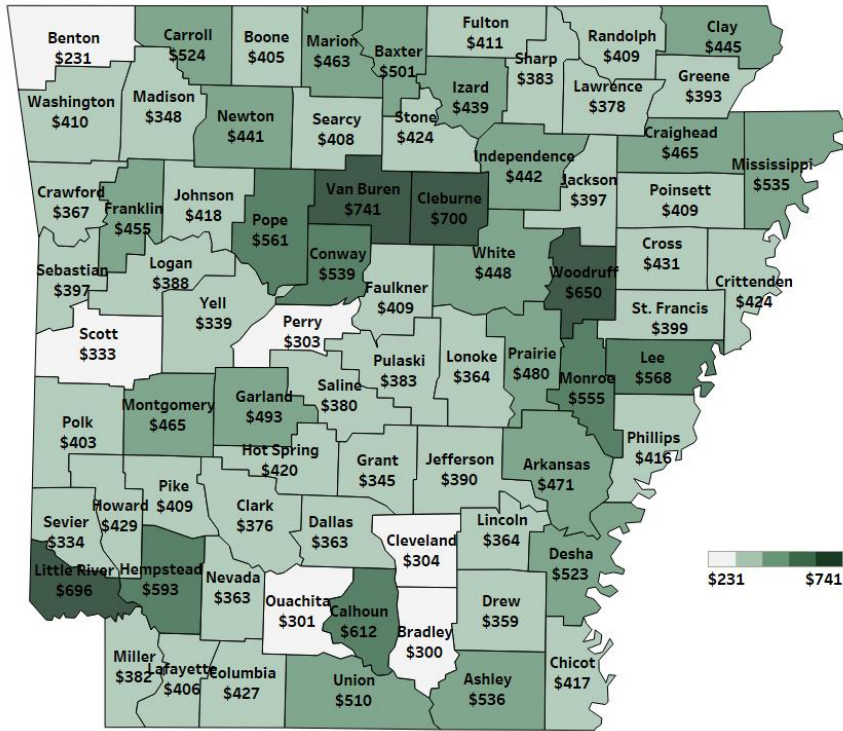 Benton
$231
Carroll
$524
Boone
$405
Marion
$463
Baxter
$501
Fulton
$411
Sharp
$383
Randolph
$409
Clay
$445
Washington
$410
Madison
$348
Newton
$441
Searcy
$408
Stone
$424
Izard
$439
Lawrence
$378
Greene
$393
Independence
$442
Craighead
$465
Mississippi
$535
Crawford
$367
Franklin
$455
Johnson
$418
Pope
$561
Van Buren
$741
Cleburne
$700
Jackson
$397
Poinsett
$409
Sebastian
$397
Logan
$388
Conway
$539
Faulkner
$409
White
$448
Woodruff
$650
Cross
$431
Crittenden
$424
Scott
$333
Yell
$339
Perry
$303
Pulaski
$383
Lonoke
$364
Prairie
$480
Monroe
$555
St. Francis
$399
Lee
$568
Polk
$403
Montgomery
$465
Garland
$493
Saline
$380
Hot Spring
$420
Grant
$345
Jefferson
$390
Arkansas
$471
Phillips
$416
Sevier
$334
Howard
$429
Pike
$409
Clark
$376
Dallas
$363
Cleveland
$304
Lincoln
$364
Desha
$523
Little River
$696
Hempstead
$593
Nevada
$363
Ouachita
$301
Calhoun
$612
Bradley
$300
Drew
$359
Miller
$382
Lafayette
$406
Columbia
$427
Union
$510
Ashley
$536
Chicot
$417
$231
$741